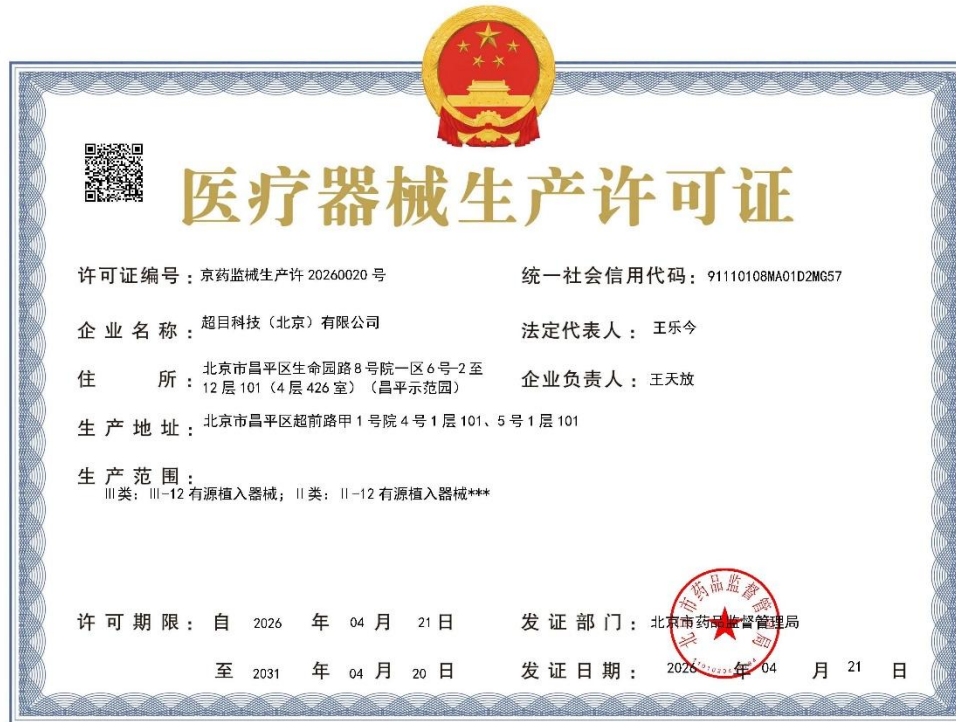 医疗器械生产许可证
许可证编号：京药监械生产许 20260020 号
统一社会信用代码：91110108MA01D2MG57
企业名称：超目科技（北京）有限公司
法定代表人：王乐今
住 所：北京市昌平区生命园路 8 号院一区 6 号-2 至
12 层 101（4 层 426 室）（昌平示范园）
企业负责人：王天放
生产地址：北京市昌平区超前路甲 1 号院 4 号 1 层 101、5 号 1 层 101
生产范围：
Ⅲ类：Ⅲ-12 有源植入器械；Ⅱ类：Ⅱ-12 有源植入器械***
许可期限：自 2026 年 04 月 21 日
发证部门：北京市药品监督管理局
至 2031 年 04 月 20 日
发证日期：2026 年 04 月 21 日
北京市药品监督管理局